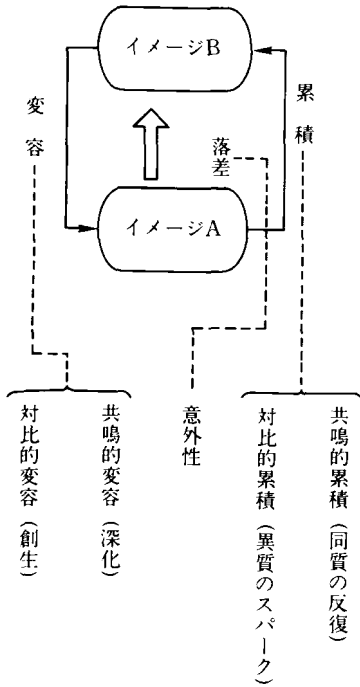 イメージB
累積
変容
落差
イメージA
共鳴的累積（同質の反復）
対比的累積（異質のスパーク）
意外性
共鳴的変容（深化）
対比的変容（創生）